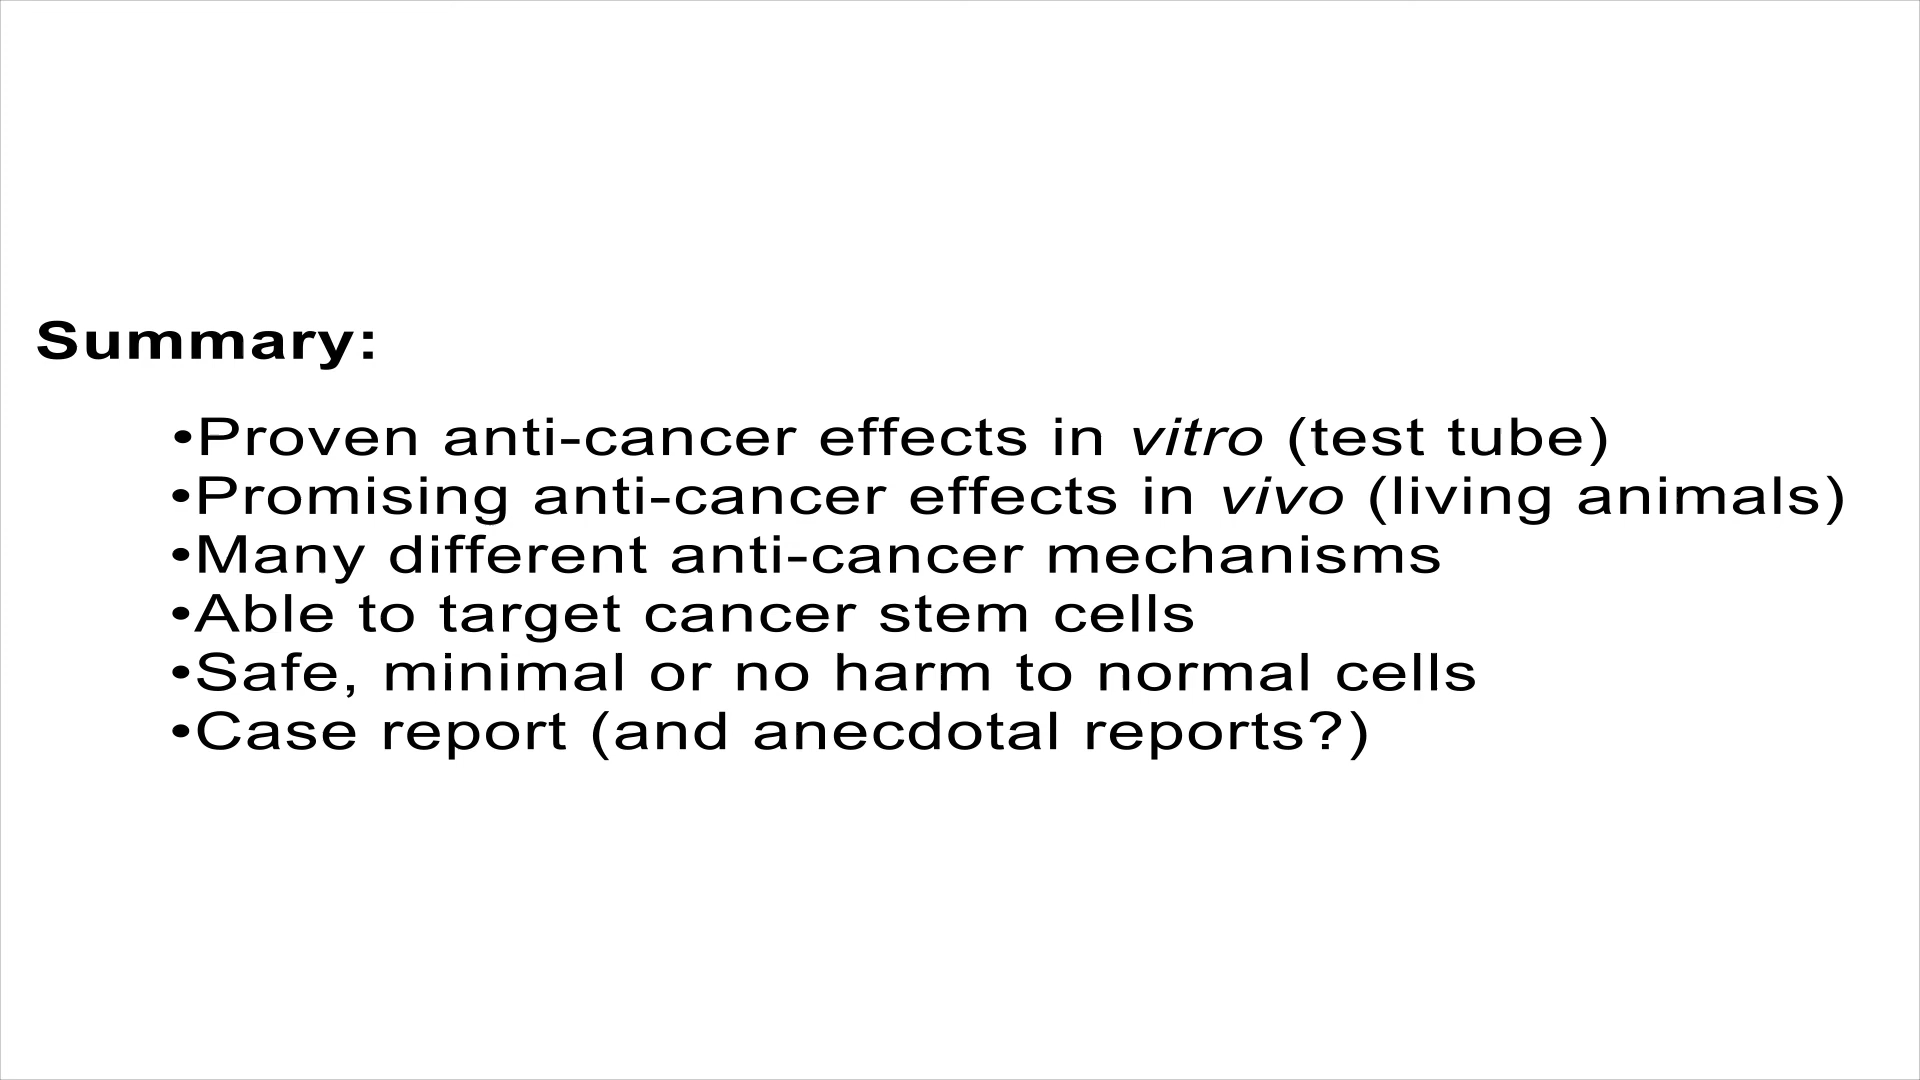 Summary:
•Proven anti-cancer effects in vitro (test tube)
•Promising anti-cancer effects in vivo (living animals)
•Many different anti-cancer mechanisms
•Able to target cancer stem cells
•Safe, minimal or no harm to normal cells
•Case report (and anecdotal reports?)